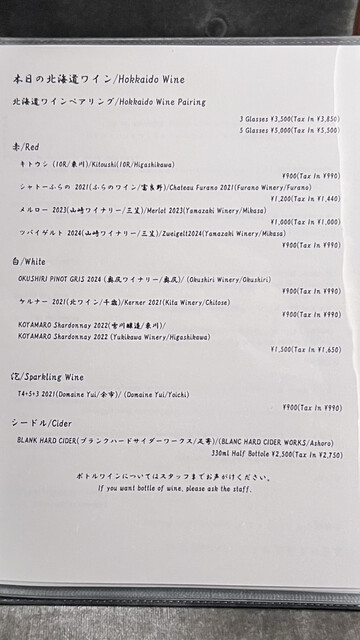 本日の北海道ワイン/Hokkaido Wine
北海道ワインペアリング/Hokkaido Wine Pairing
3 Glasses ¥3,500(Tax In ¥3,850)
5 Glasses ¥5,000(Tax In ¥5,500)
赤/Red
キトウシ (10R/東川)/Kitoushi(10R/Higashikawa)
¥900(Tax In ¥990)
シャトーふらの 2021(ふらのワイン/富良野)/Chateau Furano 2021(Furano Winery/Furano)
¥1,200(Tax In ¥1,440)
メルロー 2023(山崎ワイナリー/三笠)/Merlot 2023(Yamazaki Winery/Mikasa)
¥1,000(Tax In ¥1,000)
ツバイゲルト 2024(山崎ワイナリー/三笠)/Zweigelt2024(Yamazaki Winery/Mikasa)
¥900(Tax In ¥990)
白/White
OKUSHIRI PINOT GRIS 2024 (奥尻ワイナリー/奥尻)/ (Okushiri Winery/Okushiri)
¥900(Tax In ¥990)
ケルナー 2021(北ワイン/千歳)/Kerner 2021(Kita Winery/Chitose)
¥900(Tax In ¥990)
KOYAMARO Shardonnay 2022(雪川醸造/東川)/
KOYAMARO Shardonnay 2022 (Yukikawa Winery/Higashikawa)
¥1,500(Tax In ¥1,650)
泡/Sparkling Wine
T4+5+3 2021(Domaine Yui/余市)/ (Domaine Yui/Yoichi)
¥900(Tax In ¥990)
シードル/Cider
BLANK HARD CIDER(ブランクハードサイダーワークス/足寄)/(BLANC HARD CIDER WORKS/Ashoro)
330ml Half Bottole ¥2,500(Tax In ¥2,750)
ボトルワインについてはスタッフまでお声がけください。
If you want bottle of wine, please ask the staff.